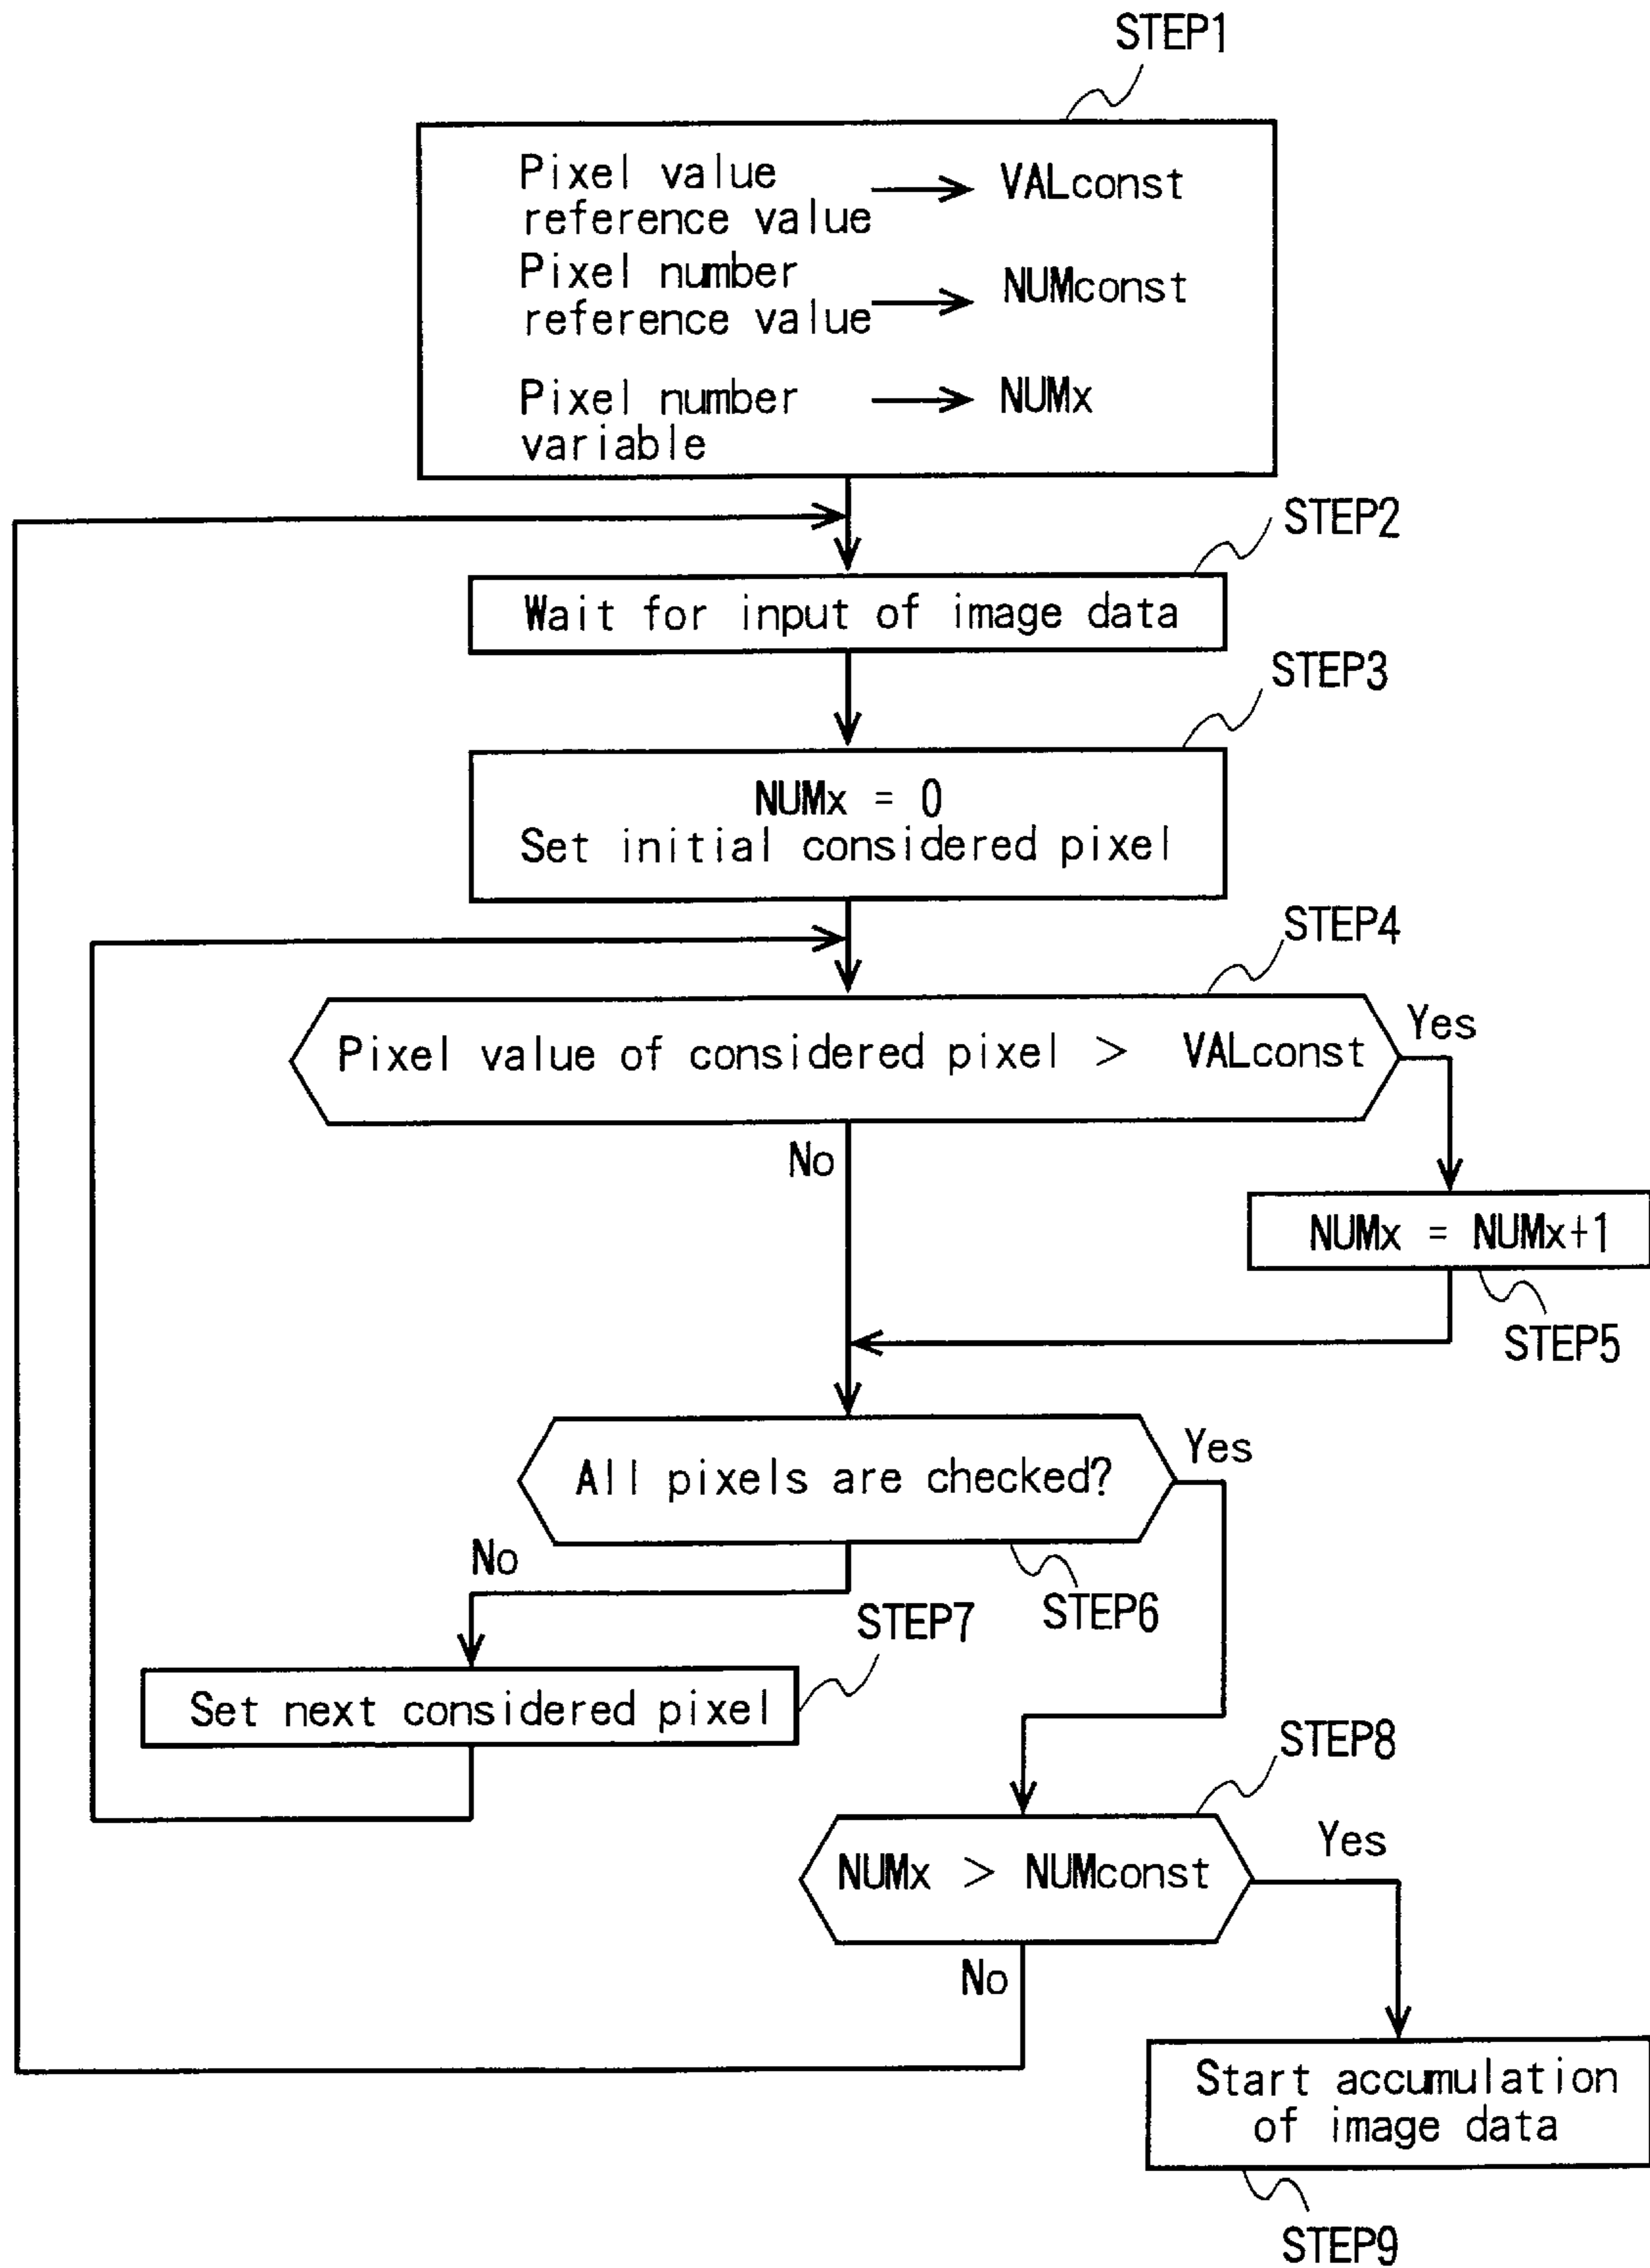 STEP1
Pixel value
reference value
VALconst
Pixel number
reference value
NUMconst
Pixel number
variable
NUMx
STEP2
Wait for input of image data
STEP3
NUMx = 0
Set initial considered pixel
STEP4
Pixel value of considered pixel > VALconst
Yes
No
NUMx = NUMx+1
STEP5
All pixels are checked?
Yes
No
STEP6
STEP7
Set next considered pixel
STEP8
NUMx > NUMconst
Yes
No
Start accumulation
of image data
STEP9